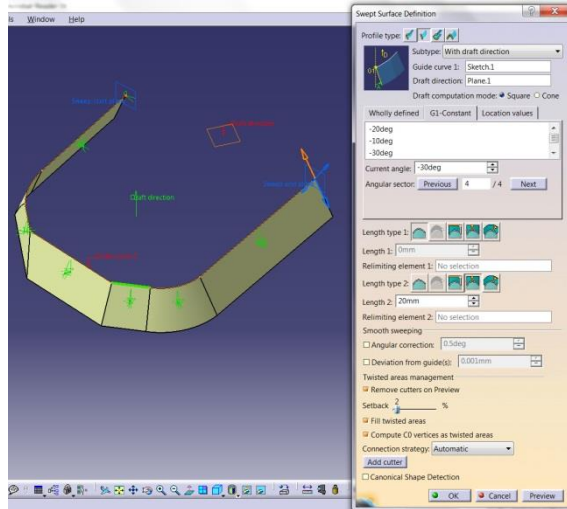 Window Help
Draft direction
Swept Surface Definition
Profile type:
Subtype: With draft direction
Guide curve 1: Sketch.1
Draft direction: Plane.1
Draft computation mode: Square Cone
Wholly defined G1-Constant Location values
-20deg
-10deg
-30deg
Current angle: -30deg
Angular sector: Previous 4 / 4 Next
Length type 1:
Length 1: 0mm
Relimiting element 1: No selection
Length type 2:
Length 2: 20mm
Relimiting element 2: No selection
Smooth sweeping
Angular correction: 0.5deg
Deviation from guide(s): 0.001mm
Twisted areas management
Remove cutters on Preview
Setback 2 %
Fill twisted areas
Compute C0 vertices as twisted areas
Connection strategy: Automatic
Add cutter
Canonical Shape Detection
OK Cancel Preview